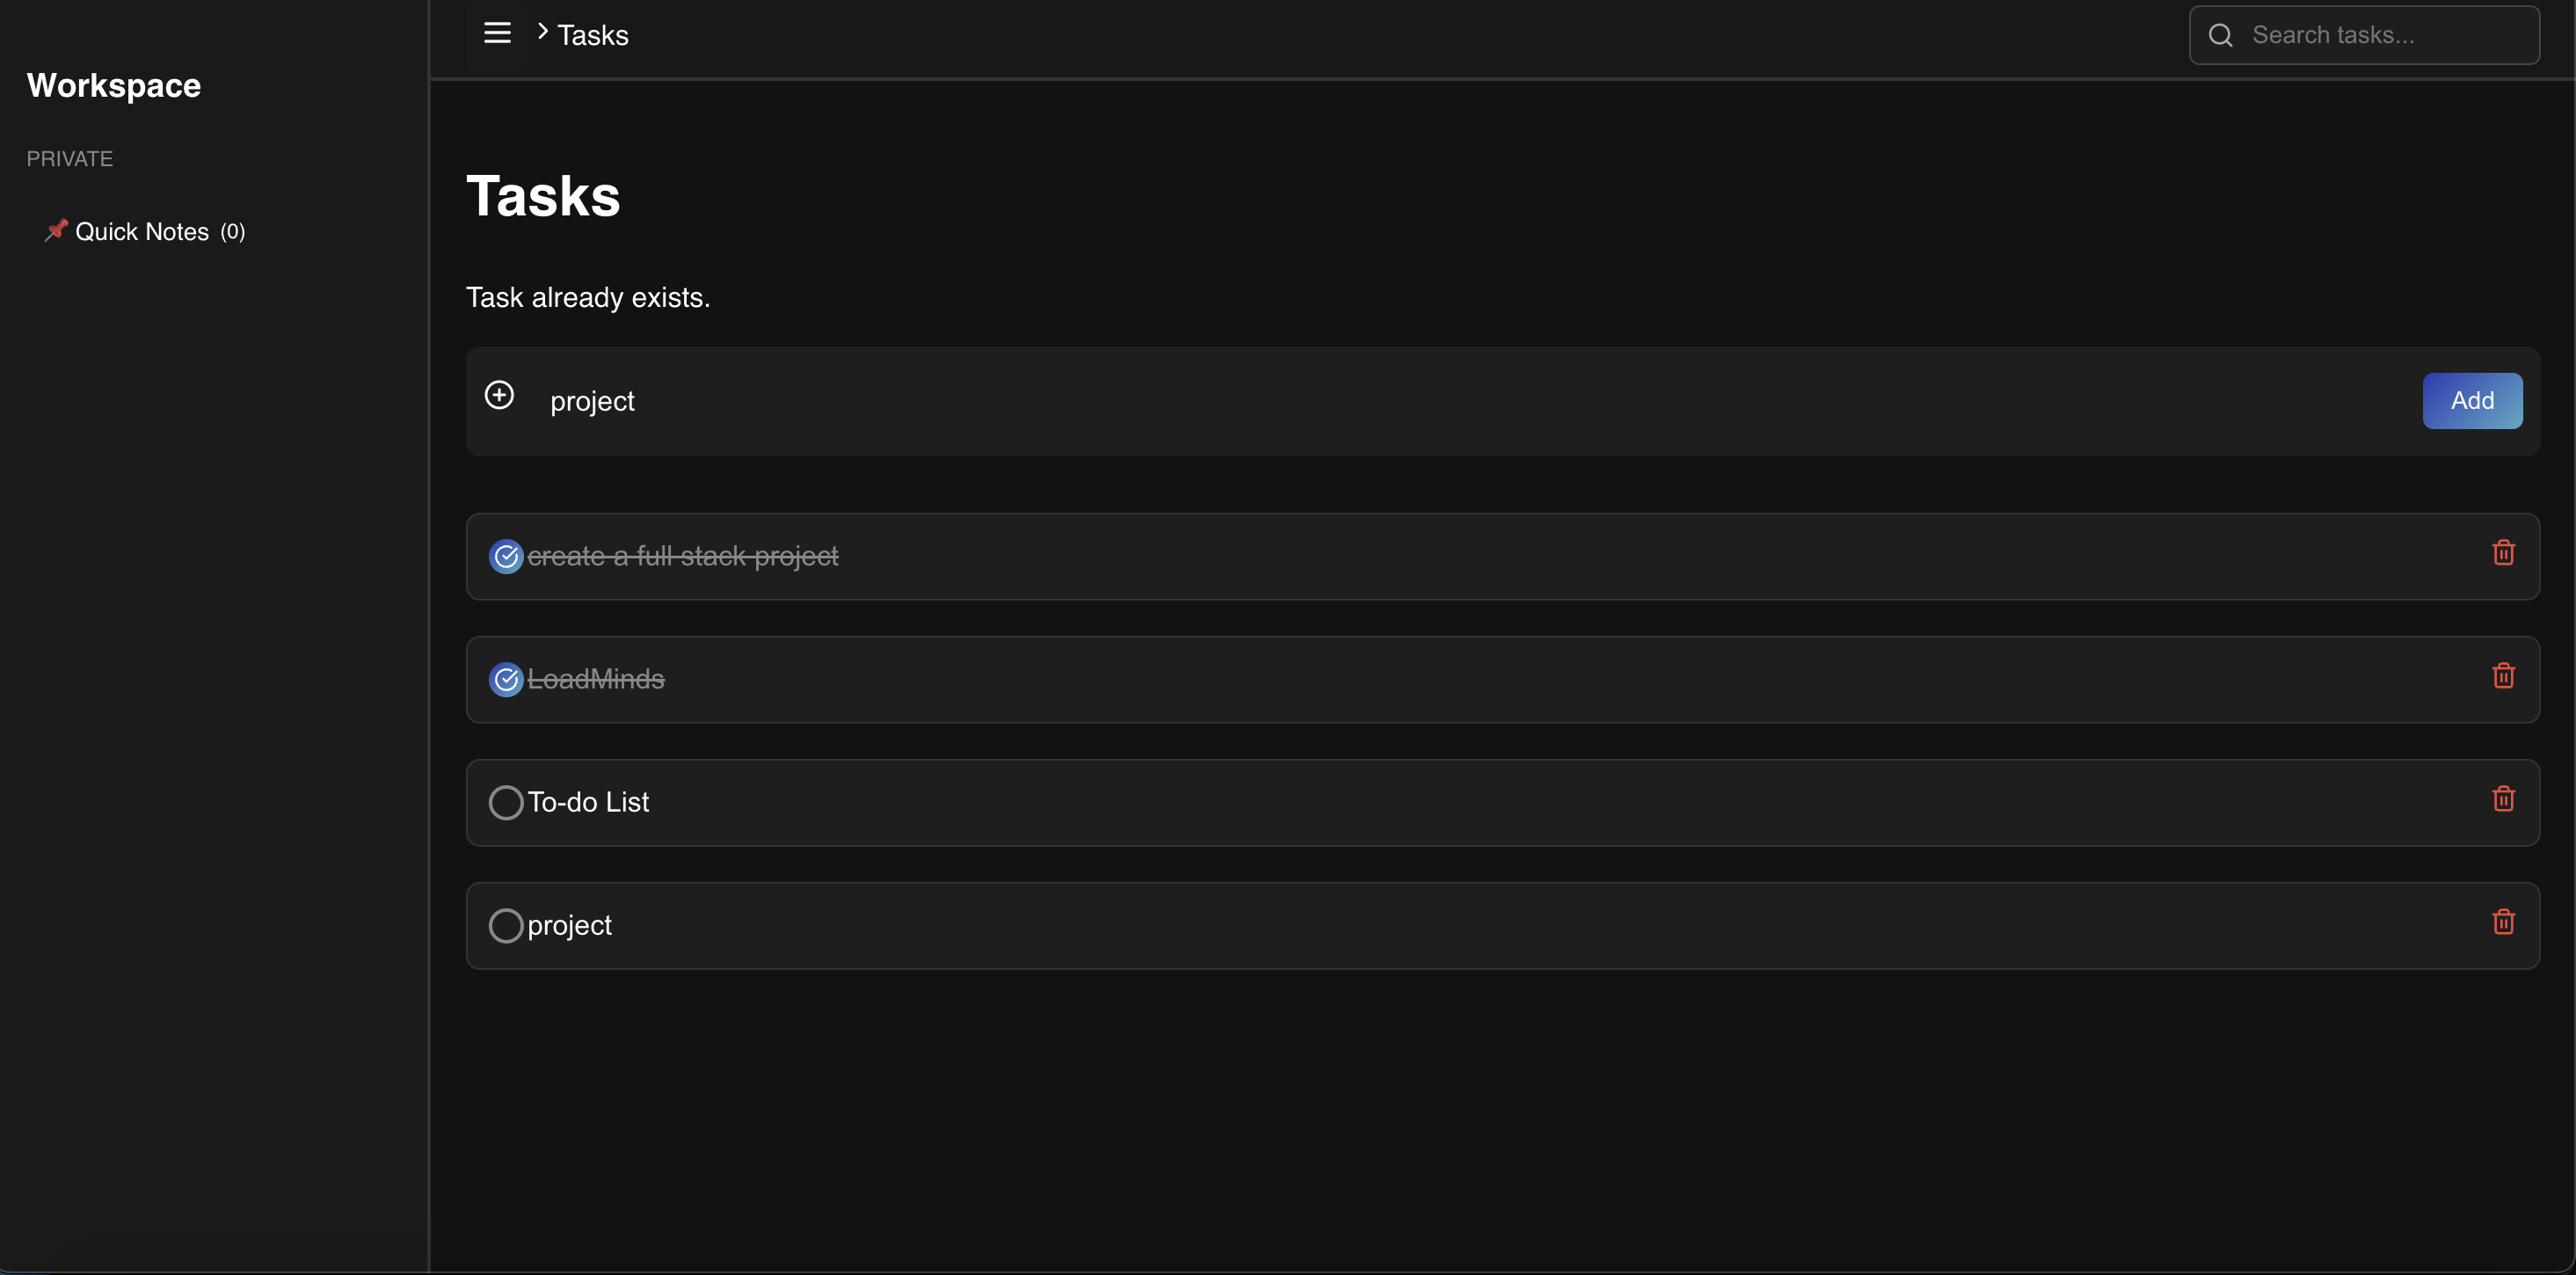 Workspace
PRIVATE
📌 Quick Notes (0)
Tasks
Search tasks...
Tasks
Task already exists.
project
Add
create a full stack project
LoadMinds
To-do List
project